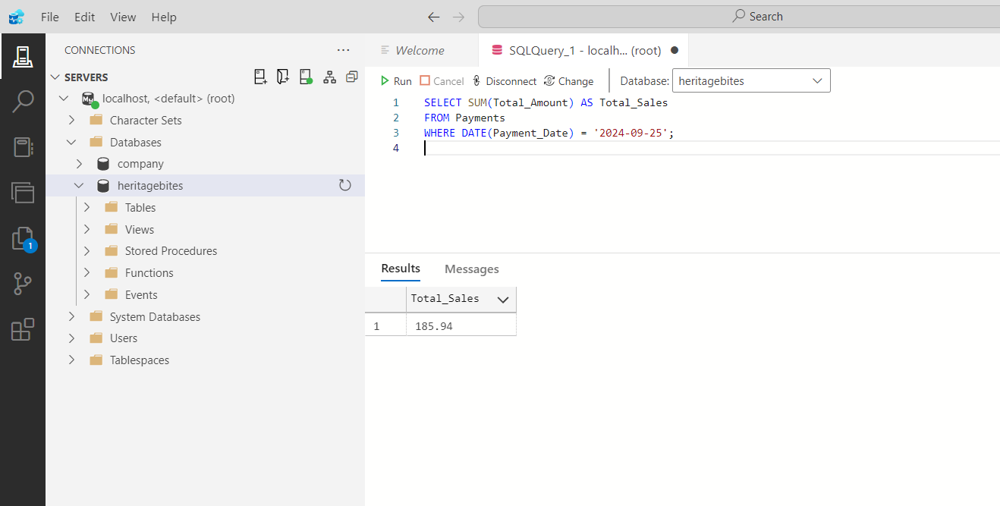 File Edit View Help
Search
CONNECTIONS
SERVERS
localhost, <default> (root)
Character Sets
Databases
company
heritagebites
Tables
Views
Stored Procedures
Functions
Events
System Databases
Users
Tablespaces
1
Welcome
SQLQuery_1 - localh... (root)
Run Cancel Disconnect Change Database: heritagebites
1 SELECT SUM(Total_Amount) AS Total_Sales
2 FROM Payments
3 WHERE DATE(Payment_Date) = '2024-09-25';
4
Results Messages
Total_Sales
1 185.94